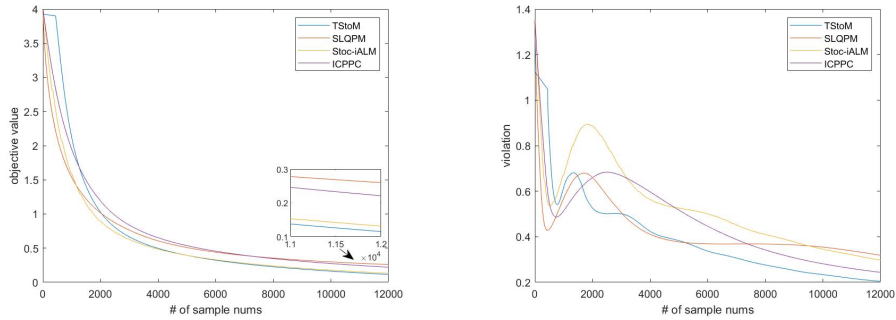 4
3.5
3
2.5
2
1.5
1
0.5
0
objective value
0 2000 4000 6000 8000 10000 12000
# of sample nums
TStoM
SLQPM
Stoc-iALM
ICPPC
0.3
0.2
0.1
1.1 1.15 1.2
×10⁴
1.4
1.2
1
0.8
0.6
0.4
0.2
violation
0 2000 4000 6000 8000 10000 12000
# of sample nums
TStoM
SLQPM
Stoc-iALM
ICPPC